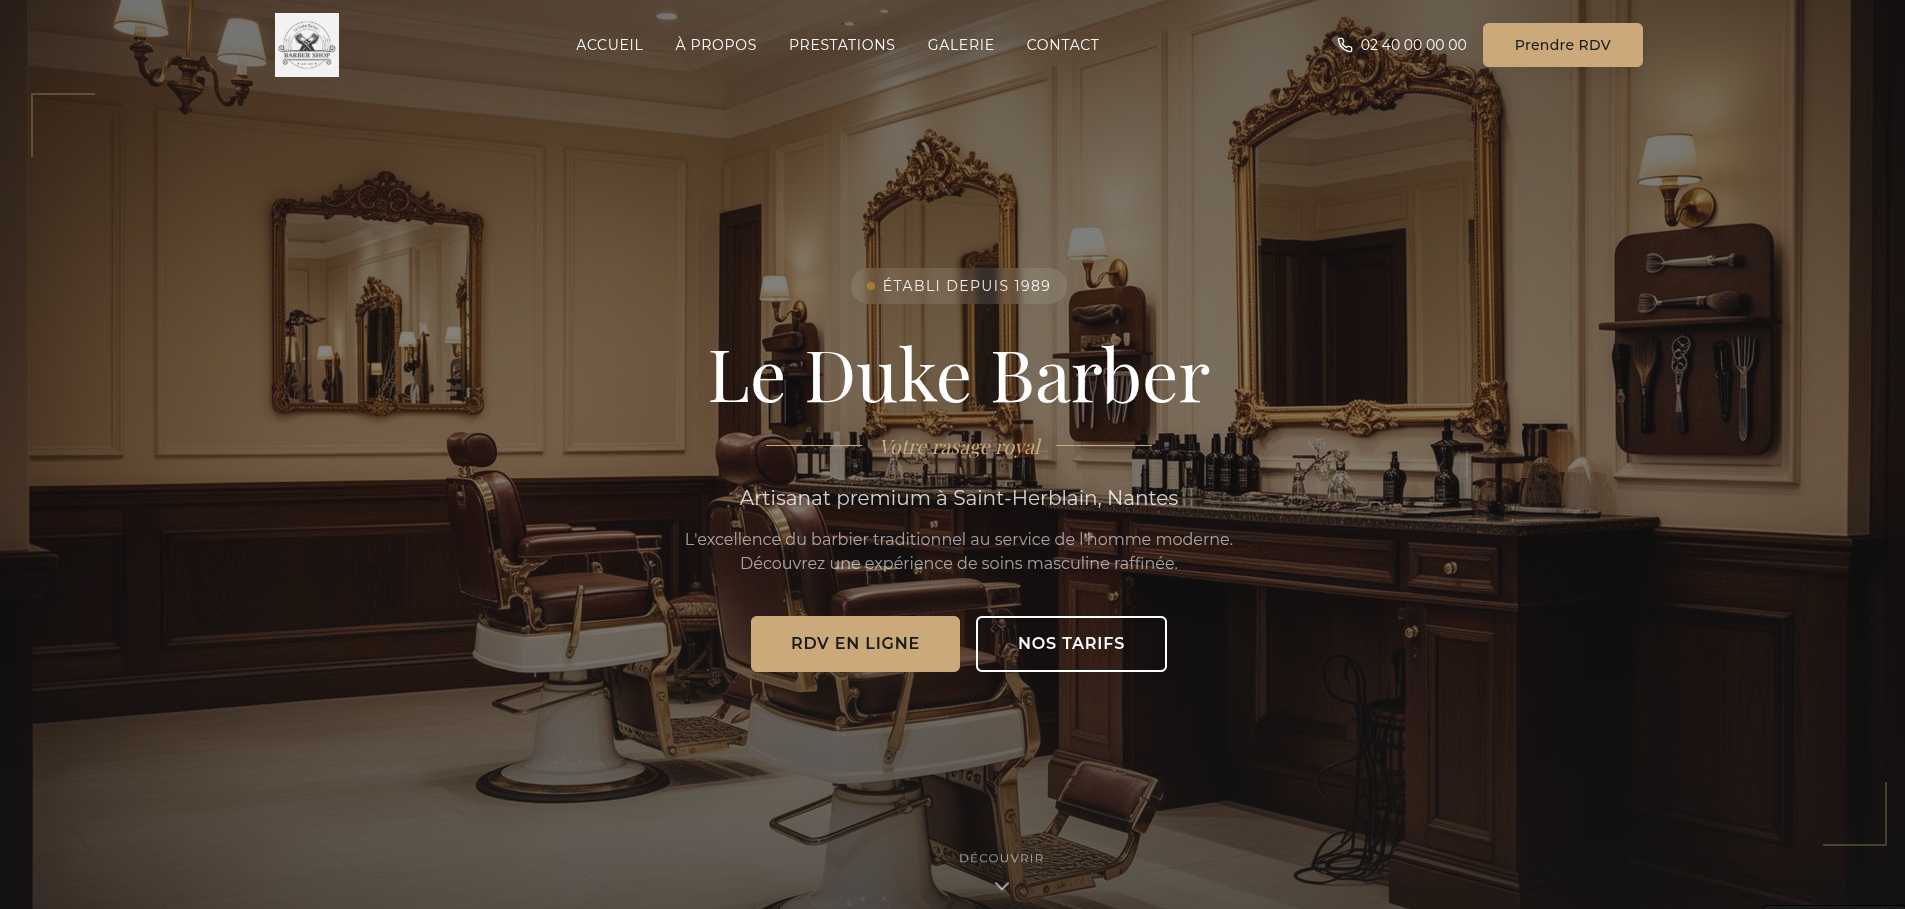 BARBER SHOP
ACCUEIL
À PROPOS
PRESTATIONS
GALERIE
CONTACT
02 40 00 00 00
Prendre RDV
ÉTABLI DEPUIS 1989
Le Duke Barber
Votre rasage royal
Artisanat premium à Saint-Herblain, Nantes
L'excellence du barbier traditionnel au service de l'homme moderne.
Découvrez une expérience de soins masculine raffinée.
RDV EN LIGNE
NOS TARIFS
DÉCOUVRIR